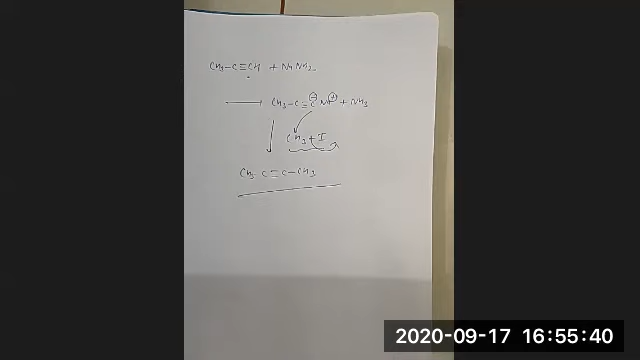 CH3-C≡CH + NaNH2
⟶ CH3-C≡C⊖ Na⊕ + NH3
CH3+I
CH3-C≡C-CH3
2020-09-17 16:55:40